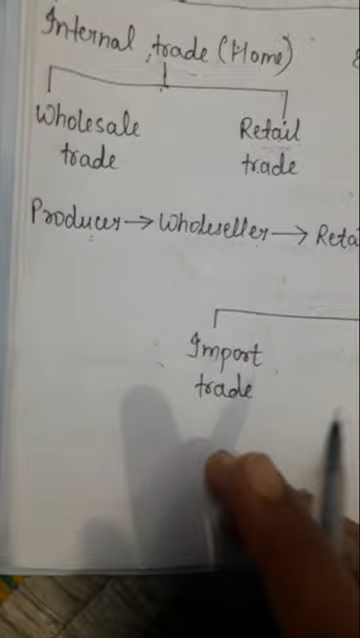 Internal trade (Home)
Wholesale trade
Retail trade
Producer → Wholeseller → Reta
Import trade